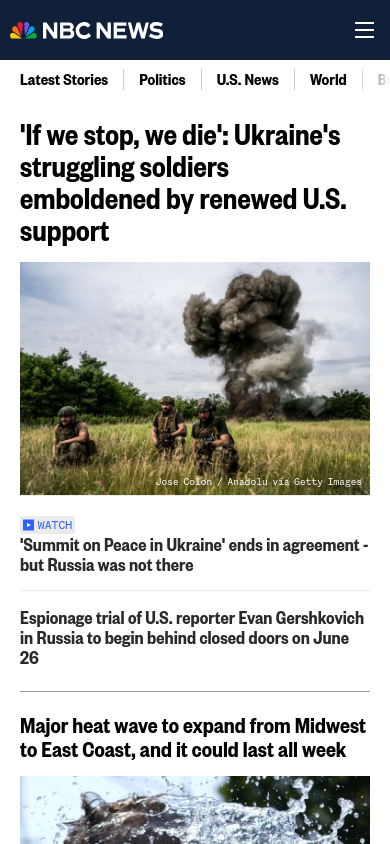 NBC NEWS
Latest Stories
Politics
U.S. News
World
'If we stop, we die': Ukraine's
struggling soldiers
emboldened by renewed U.S.
support
Jose Colon / Anadolu via Getty Images
WATCH
'Summit on Peace in Ukraine' ends in agreement -
but Russia was not there
Espionage trial of U.S. reporter Evan Gershkovich
in Russia to begin behind closed doors on June
26
Major heat wave to expand from Midwest
to East Coast, and it could last all week